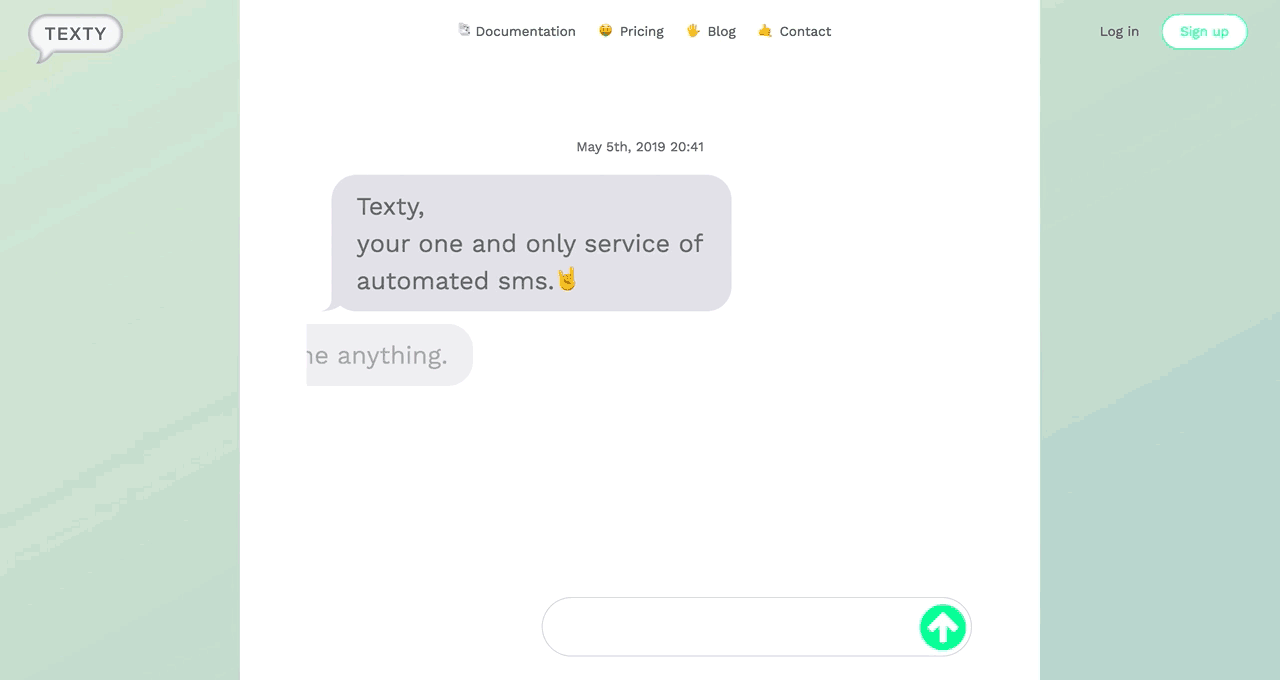 TEXTY
Documentation
Pricing
Blog
Contact
Log in
Sign up
May 5th, 2019 20:41
Texty,
your one and only service of
automated sms.🤘
anything.